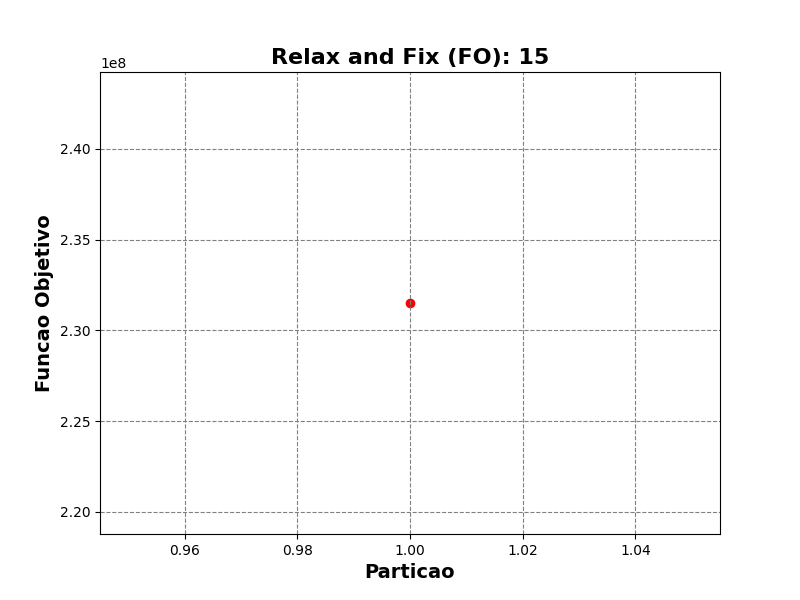 Relax and Fix (FO): 15
1e8
2.40
2.35
2.30
2.25
2.20
Funcao Objetivo
0.96 0.98 1.00 1.02 1.04
Particao